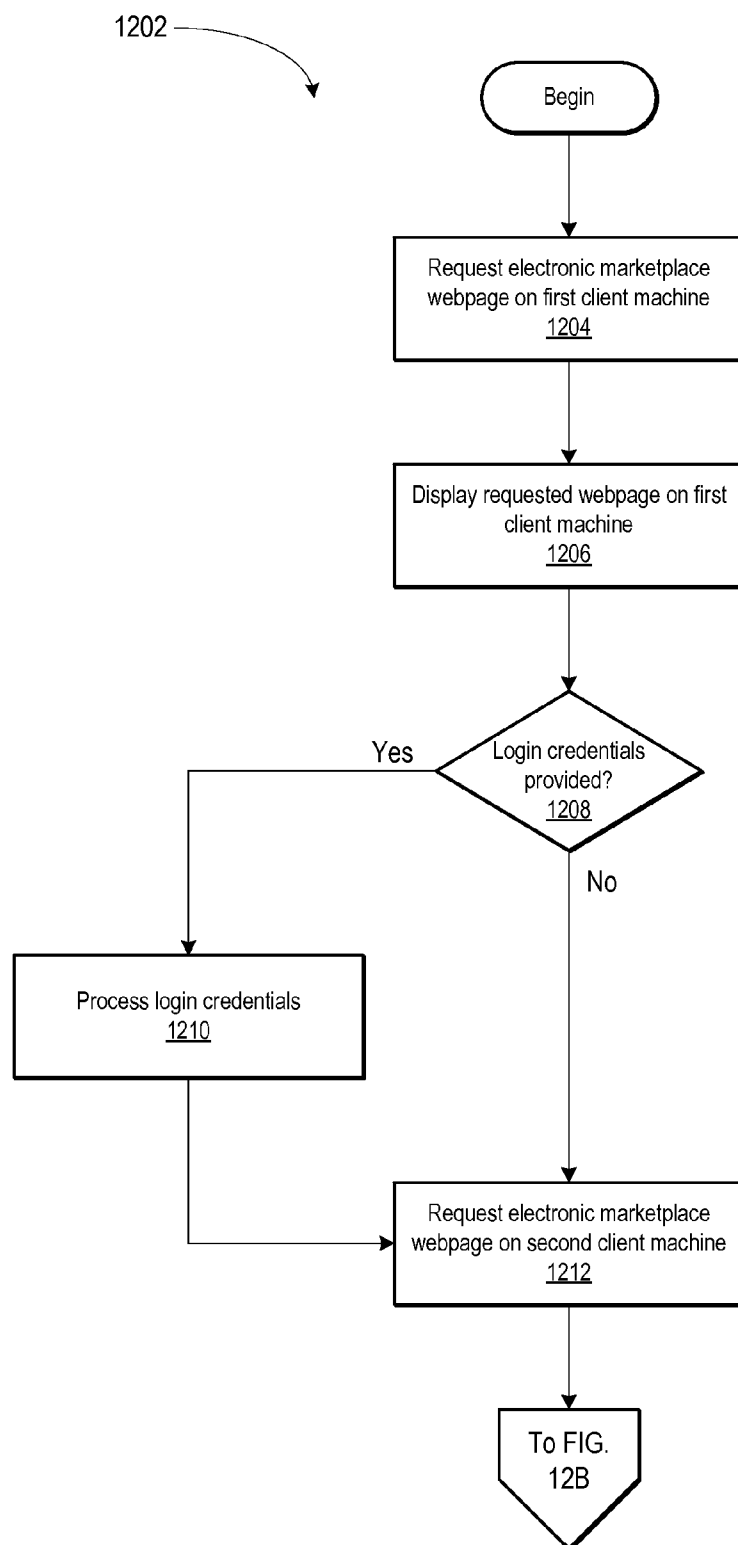 1202
Begin
Request electronic marketplace
webpage on first client machine
1204
Display requested webpage on first
client machine
1206
Login credentials
provided?
1208
Yes
No
Process login credentials
1210
Request electronic marketplace
webpage on second client machine
1212
To FIG.
12B